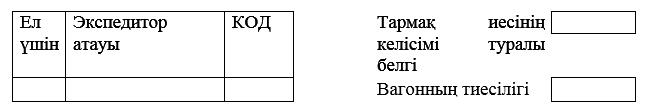 Ел үшін
Экспедитор атауы
КОД
Тармақ иесінің
келісімі туралы
белгі
Вагонның тиесілігі